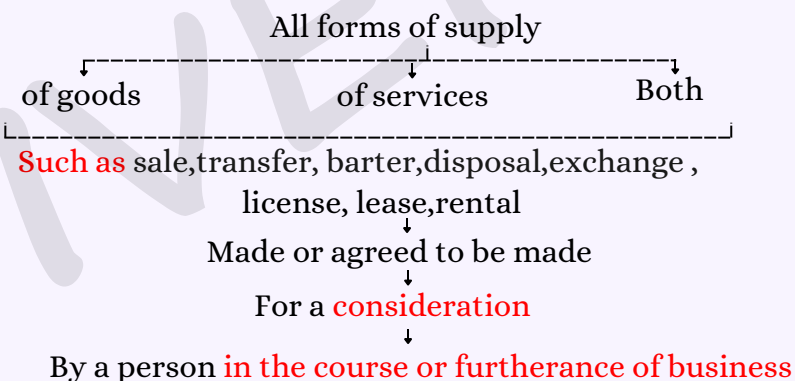 All forms of supply
of goods of services Both
Such as sale,transfer, barter,disposal,exchange ,
license, lease,rental
Made or agreed to be made
For a consideration
By a person in the course or furtherance of business